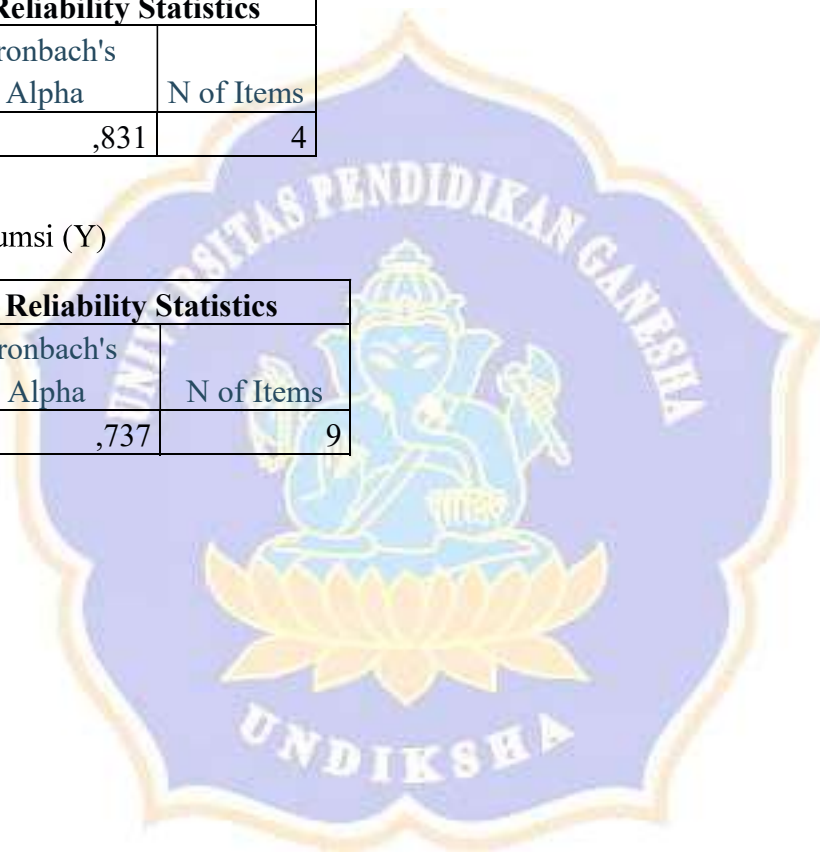 Reliability Statistics
ronbach's
Alpha
N of Items
,831
4
umsi (Y)
Reliability Statistics
ronbach's
Alpha
N of Items
,737
9
UNIVERSITAS PENDIDIKAN GANESHA
UNDIKSHA